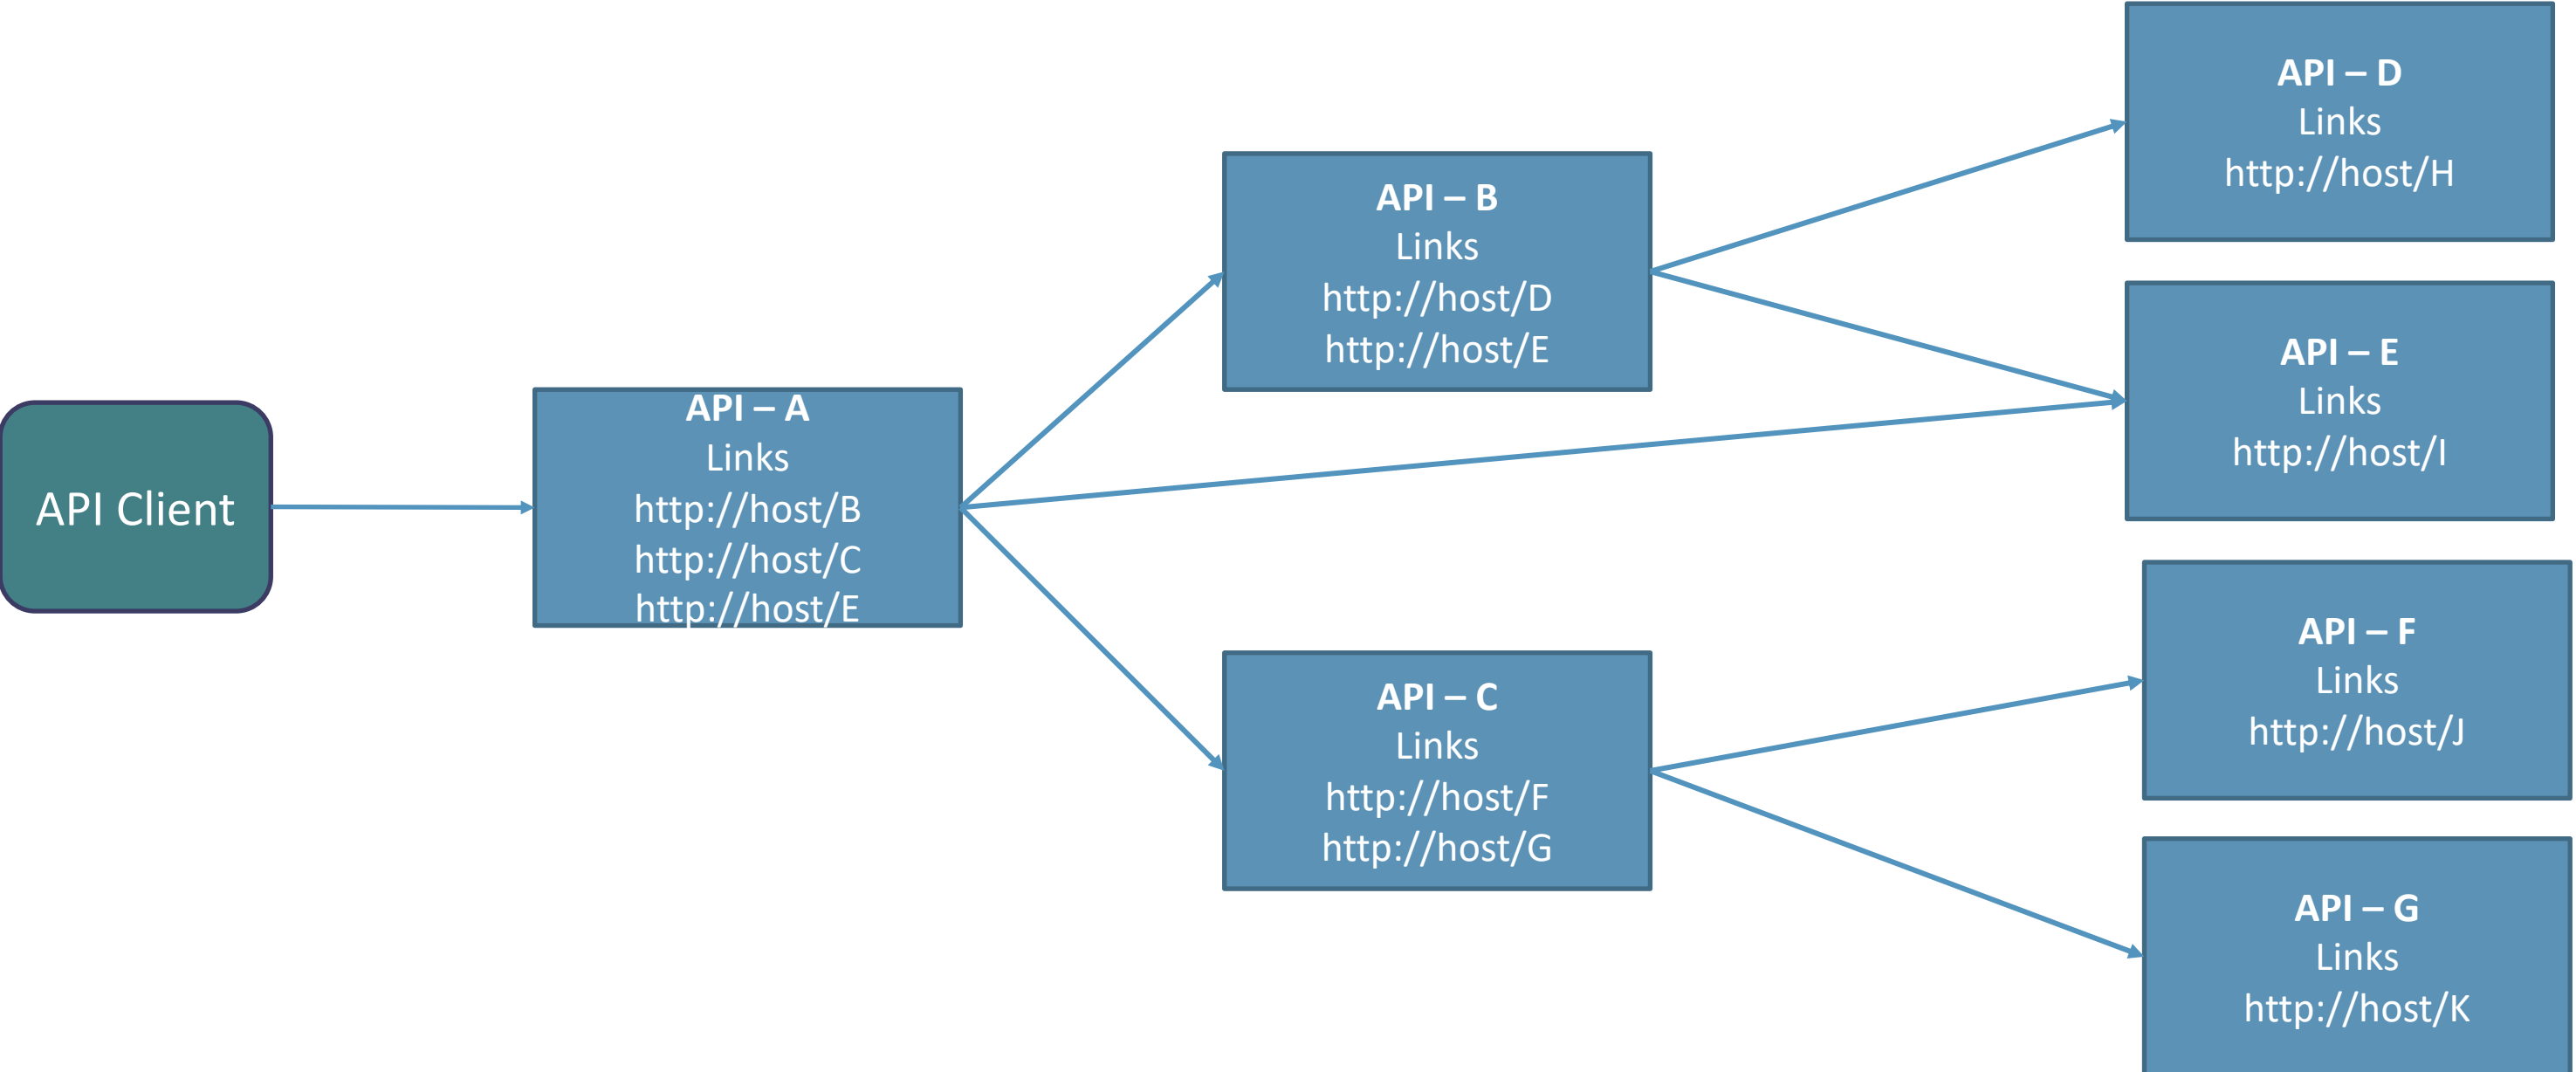 API Client
API – A
Links
http://host/B
http://host/C
http://host/E
API – B
Links
http://host/D
http://host/E
API – C
Links
http://host/F
http://host/G
API – D
Links
http://host/H
API – E
Links
http://host/I
API – F
Links
http://host/J
API – G
Links
http://host/K